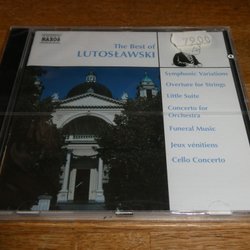 NAXOS
The Best of
LUTOSŁAWSKI
Symphonic Variations
Overture for Strings
Little Suite
Concerto for
Orchestra
Funeral Music
Jeux vénitiens
Cello Concerto